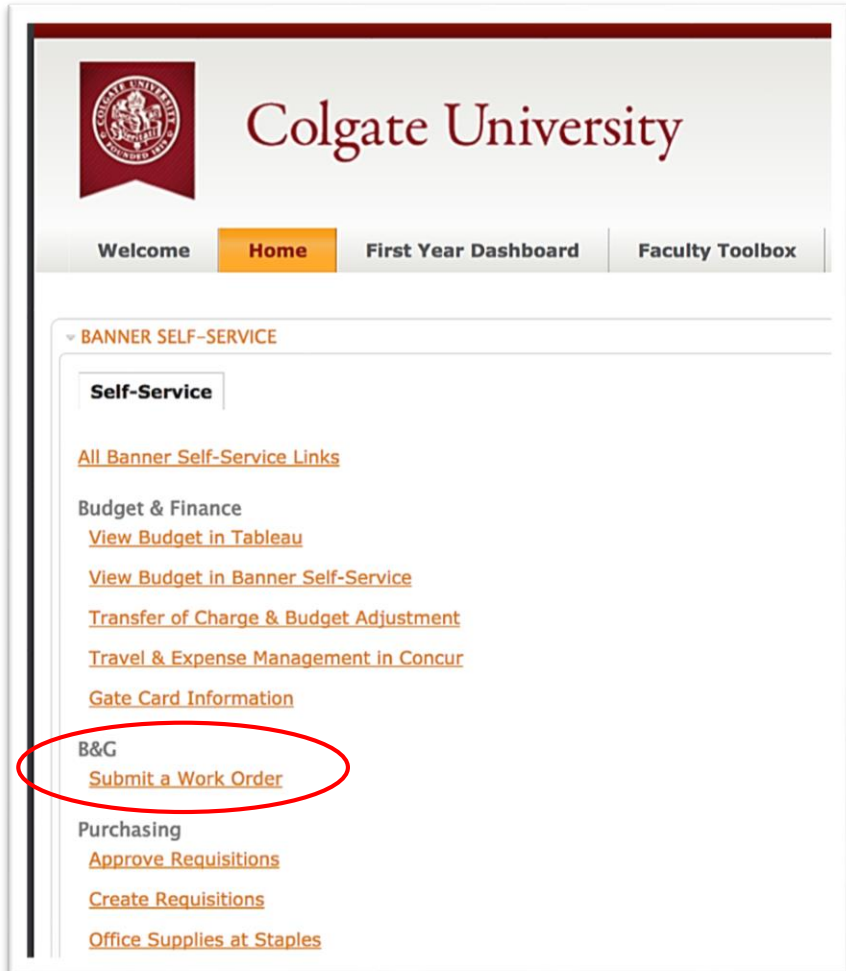 Colgate University
Welcome Home First Year Dashboard Faculty Toolbox
BANNER SELF-SERVICE
Self-Service
All Banner Self-Service Links
Budget & Finance
View Budget in Tableau
View Budget in Banner Self-Service
Transfer of Charge & Budget Adjustment
Travel & Expense Management in Concur
Gate Card Information
B&G
Submit a Work Order
Purchasing
Approve Requisitions
Create Requisitions
Office Supplies at Staples